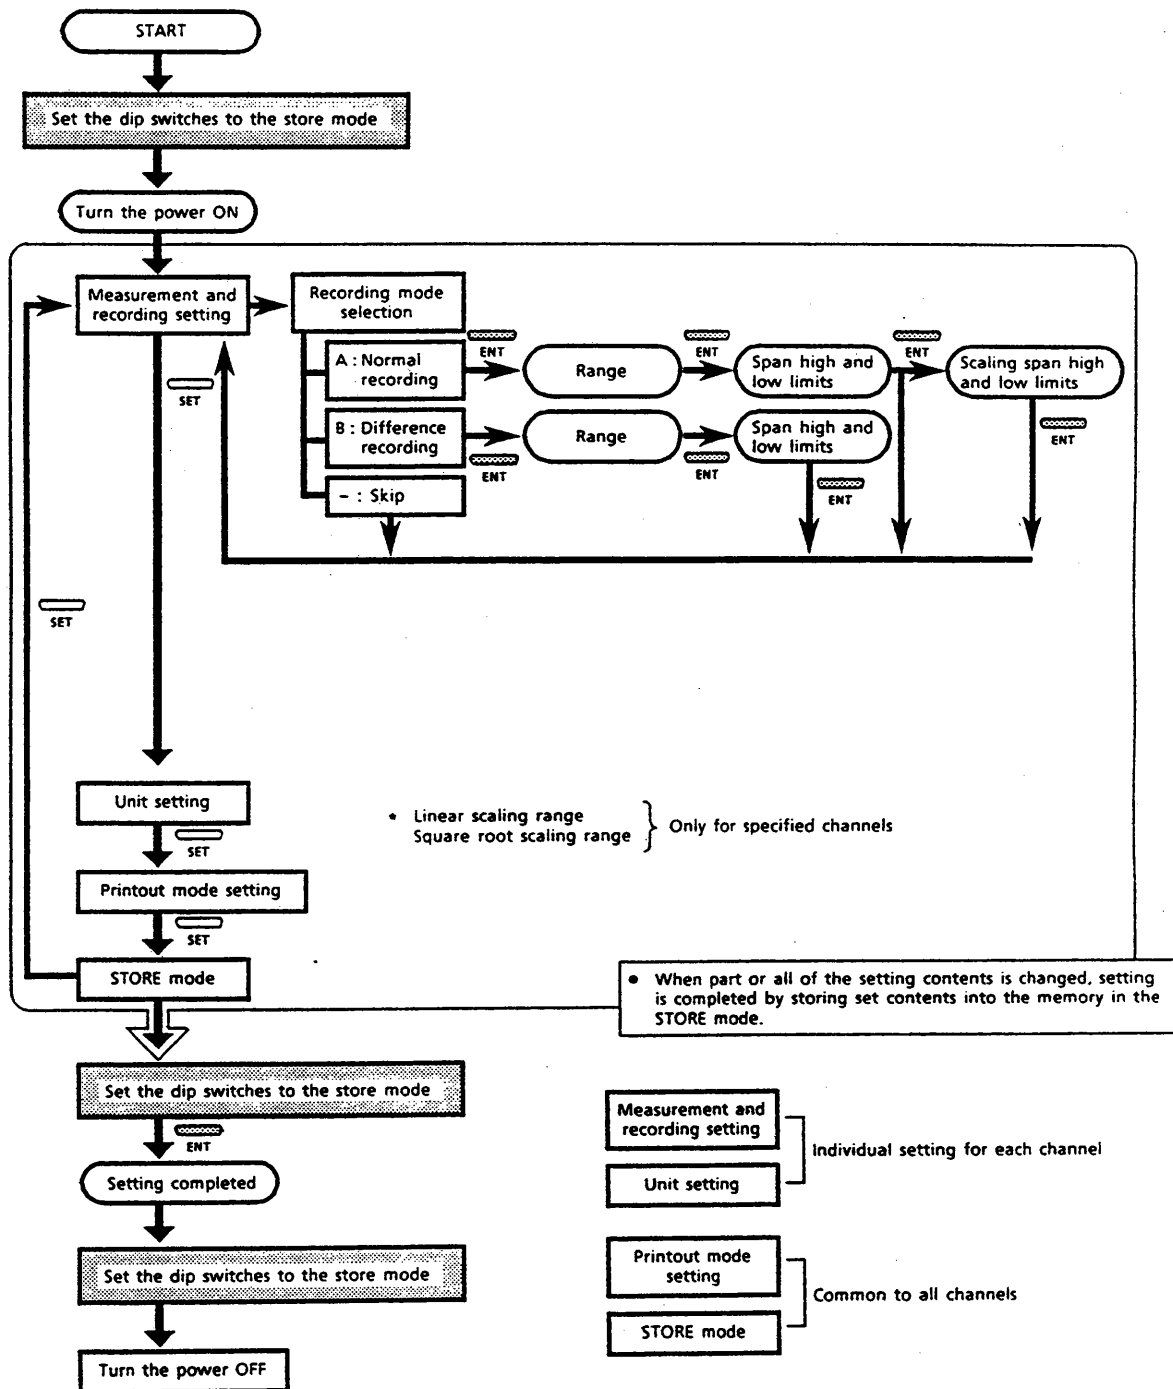 START
Set the dip switches to the store mode
Turn the power ON
Measurement and
recording setting
Recording mode
selection
A : Normal
recording
ENT
Range
ENT
Span high and
low limits
ENT
Scaling span high
and low limits
SET
B : Difference
recording
ENT
Range
ENT
Span high and
low limits
ENT
ENT
– : Skip
SET
Unit setting
* Linear scaling range
Square root scaling range
Only for specified channels
SET
Printout mode setting
SET
STORE mode
• When part or all of the setting contents is changed, setting
is completed by storing set contents into the memory in the
STORE mode.
Set the dip switches to the store mode
ENT
Setting completed
Set the dip switches to the store mode
Turn the power OFF
Measurement and
recording setting
Individual setting for each channel
Unit setting
Printout mode
setting
Common to all channels
STORE mode